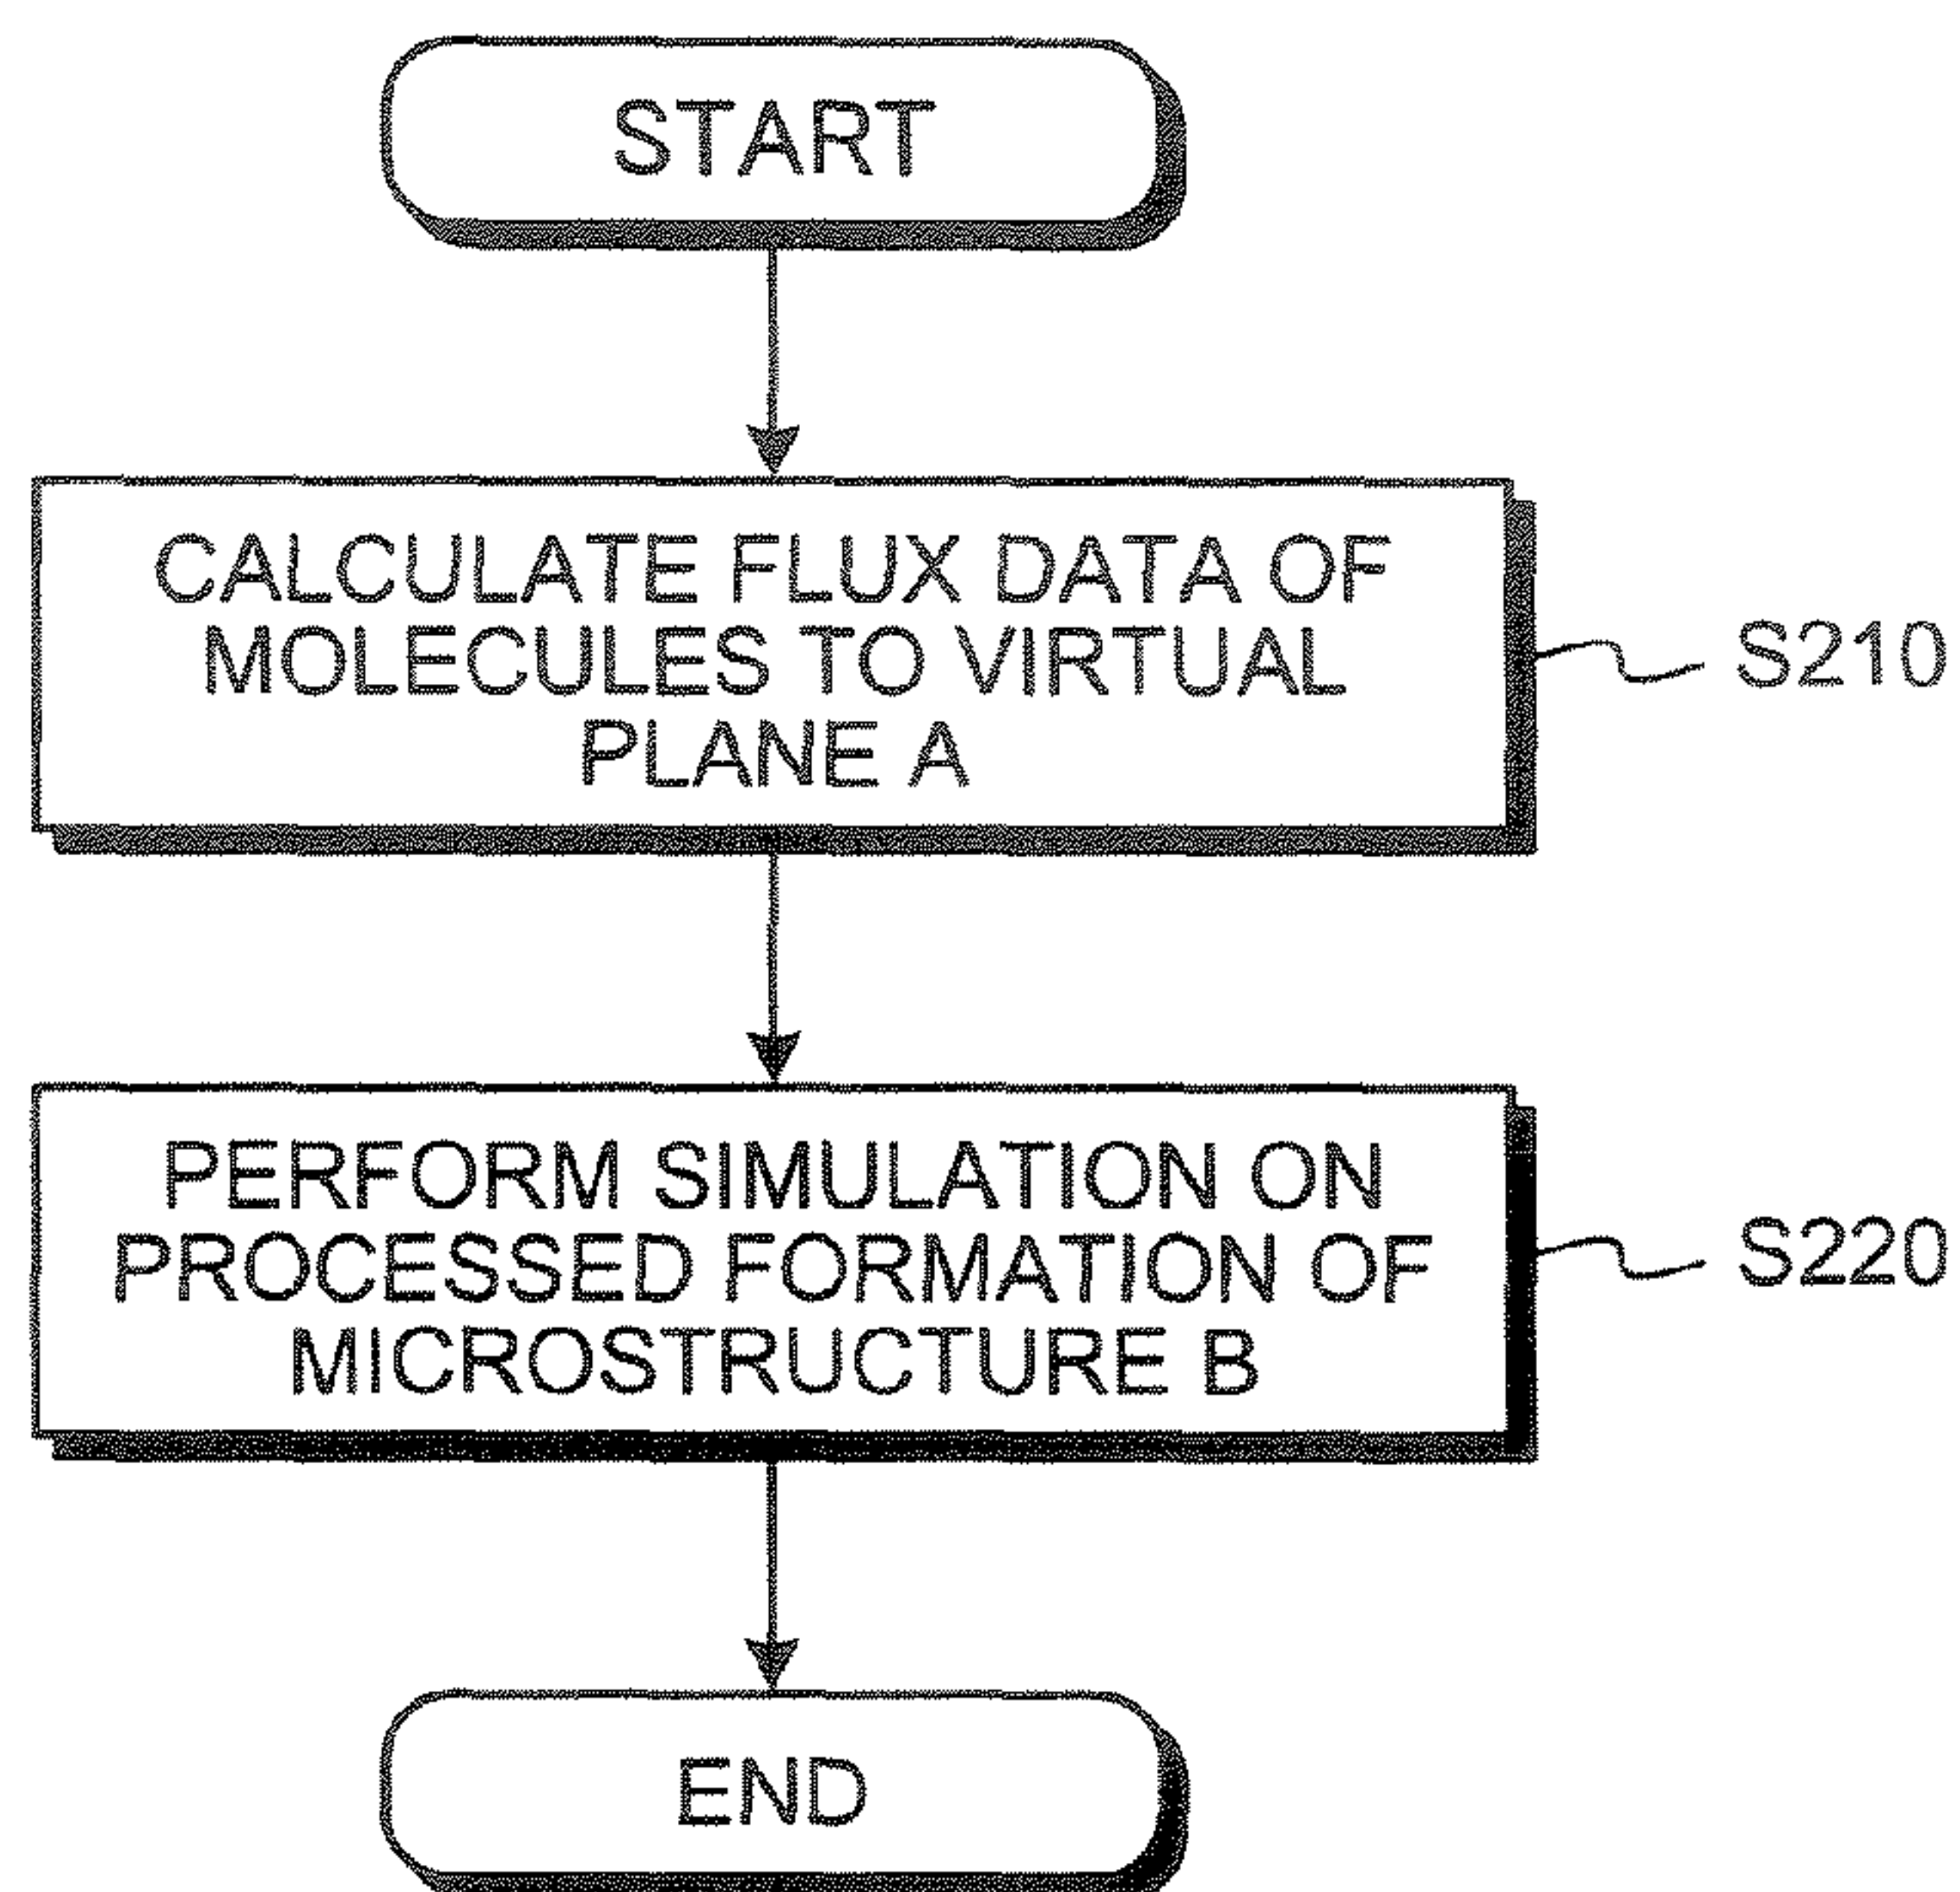 START
CALCULATE FLUX DATA OF
MOLECULES TO VIRTUAL
PLANE A
S210
PERFORM SIMULATION ON
PROCESSED FORMATION OF
MICROSTRUCTURE B
S220
END